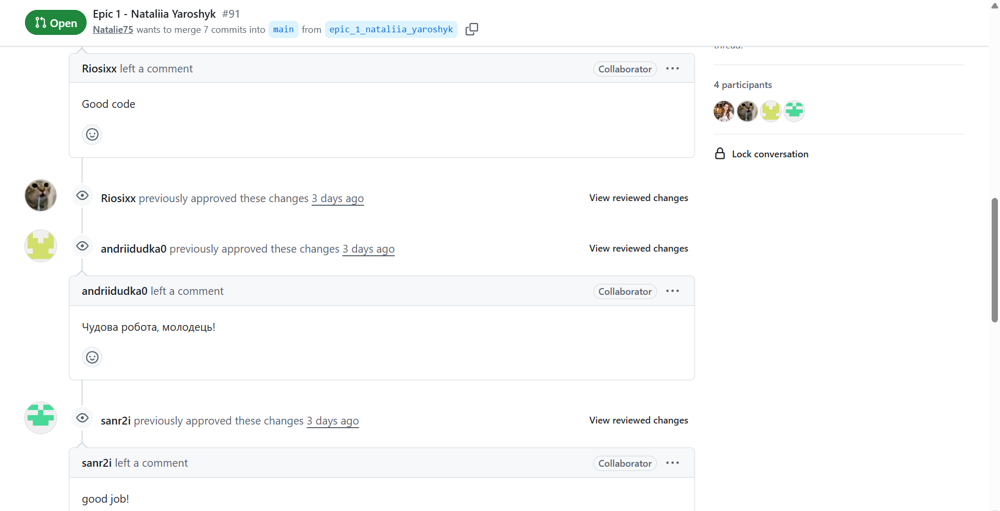 Open
Epic 1 - Nataliia Yaroshyk #91
Natalie75 wants to merge 7 commits into main from epic_1_nataliia_yaroshyk
thread.
Riosixx left a comment
Collaborator
Good code
4 participants
Lock conversation
Riosixx previously approved these changes 3 days ago
View reviewed changes
andriidudka0 previously approved these changes 3 days ago
View reviewed changes
andriidudka0 left a comment
Collaborator
Чудова робота, молодець!
sanr2i previously approved these changes 3 days ago
View reviewed changes
sanr2i left a comment
Collaborator
good job!